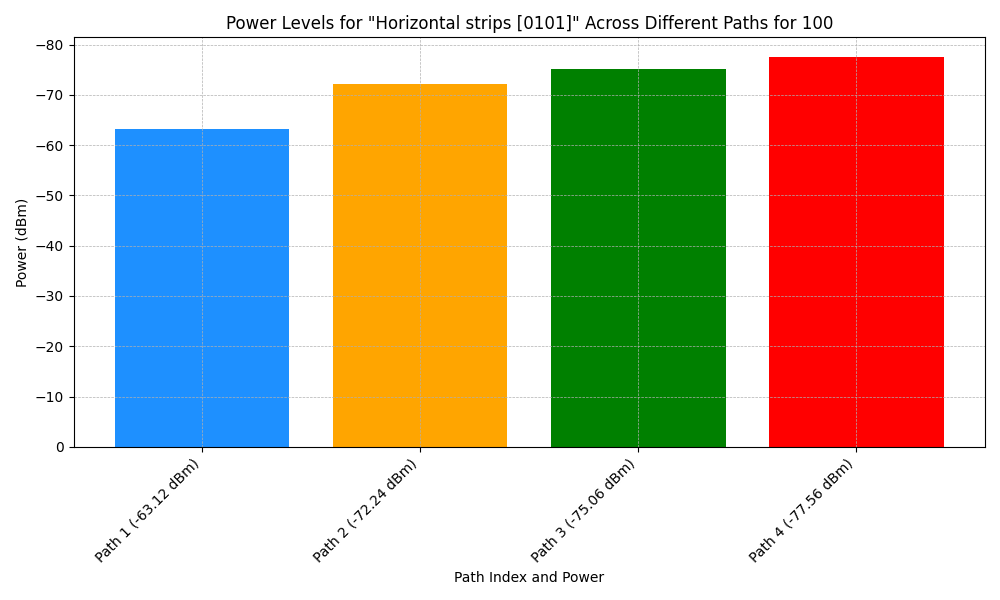 Power Levels for "Horizontal strips [0101]" Across Different Paths for 100
Power (dBm)
−80
−70
−60
−50
−40
−30
−20
−10
0
Path 1 (-63.12 dBm)
Path 2 (-72.24 dBm)
Path 3 (-75.06 dBm)
Path 4 (-77.56 dBm)
Path Index and Power